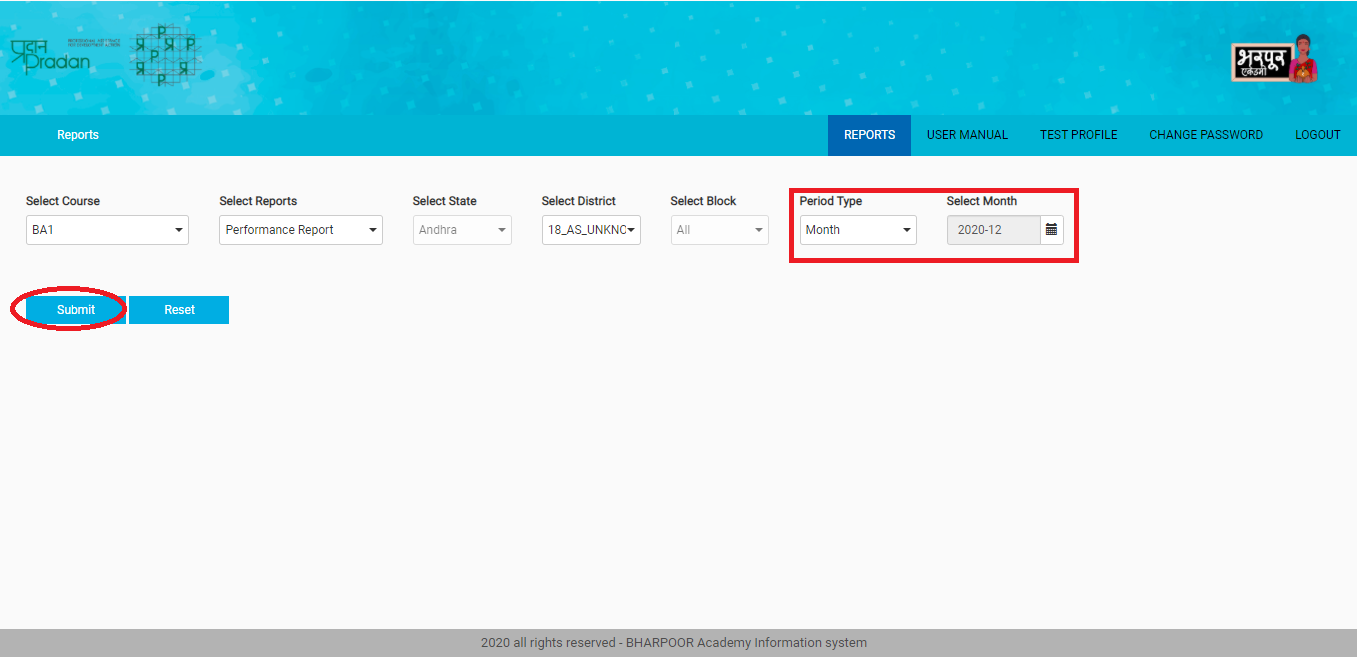 प्रदान
Pradan
PROFESSIONAL ASSISTANCE
FOR DEVELOPMENT ACTION
भरपूर
एकेडमी
Reports
REPORTS
USER MANUAL
TEST PROFILE
CHANGE PASSWORD
LOGOUT
Select Course
Select Reports
Select State
Select District
Select Block
Period Type
Select Month
BA1
Performance Report
Andhra
18_AS_UNKNO
All
Month
2020-12
Submit
Reset
2020 all rights reserved - BHARPOOR Academy Information system